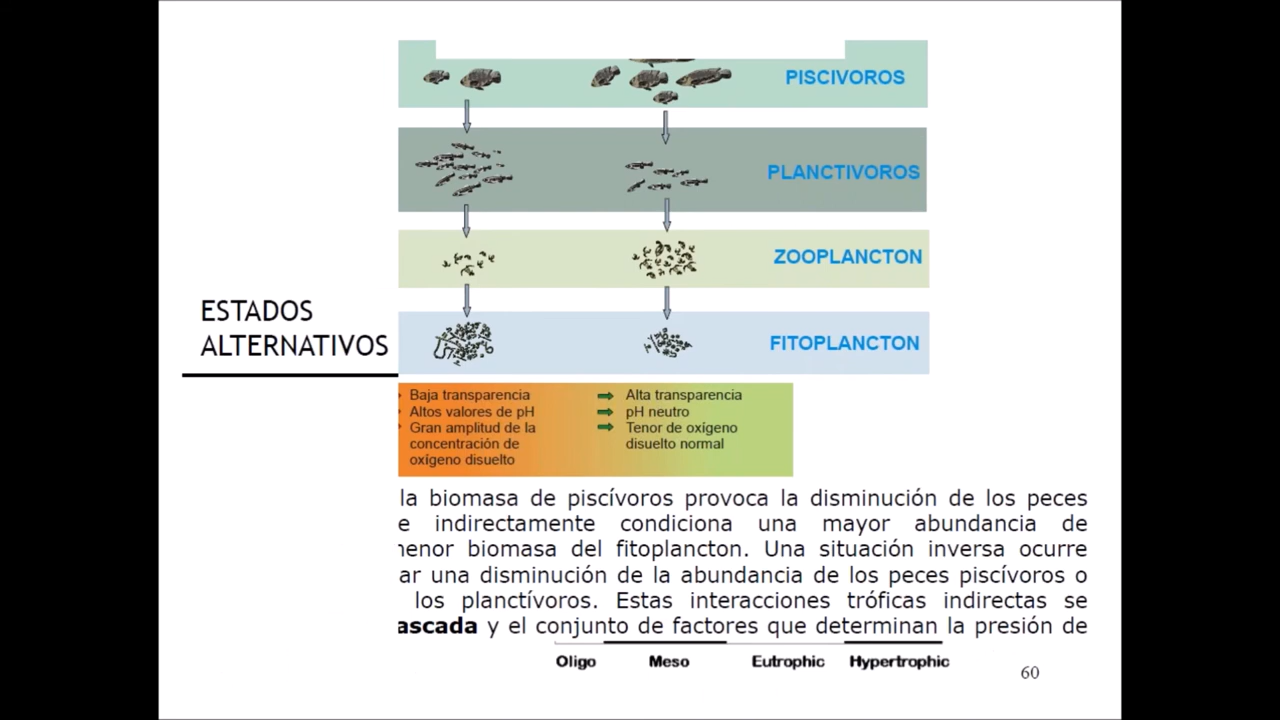 PISCIVOROS
PLANCTIVOROS
ZOOPLANCTON
ESTADOS
ALTERNATIVOS
FITOPLANCTON
Baja transparencia
Altos valores de pH
Gran amplitud de la
concentración de
oxígeno disuelto
Alta transparencia
pH neutro
Tenor de oxígeno
disuelto normal
la biomasa de piscívoros provoca la disminución de los peces
e indirectamente condiciona una mayor abundancia de
biomasa del fitoplancton. Una situación inversa ocurre
ar una disminución de la abundancia de los peces piscívoros o
los planctívoros. Estas interacciones tróficas indirectas se
ascada y el conjunto de factores que determinan la presión de
Oligo Meso Eutrophic Hypertrophic
60